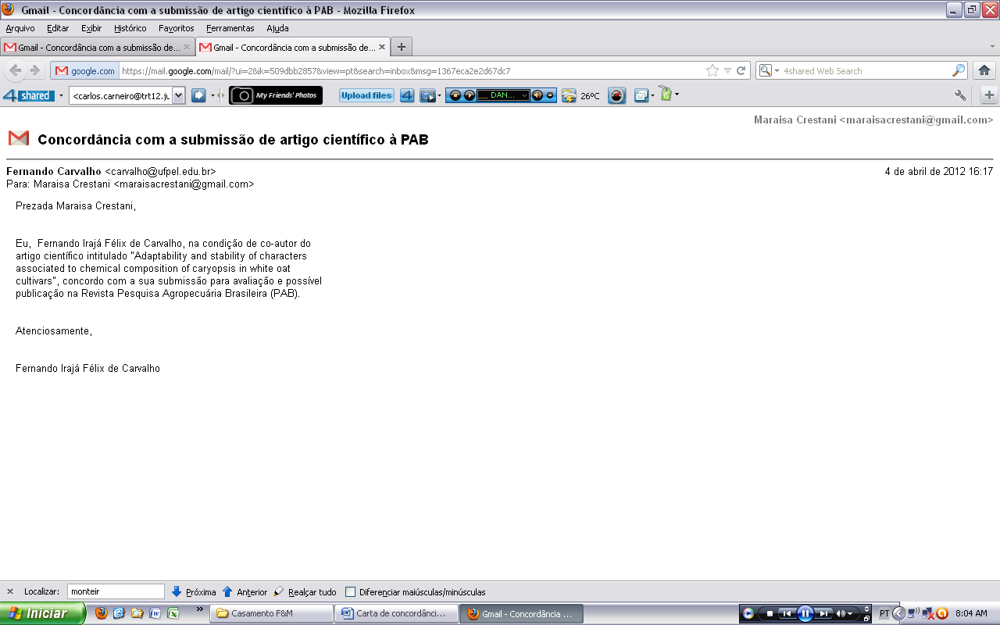 Gmail - Concordância com a submissão de artigo científico à PAB - Mozilla Firefox
Arquivo Editar Exibir Histórico Favoritos Ferramentas Ajuda
Gmail - Concordância com a submissão de... Gmail - Concordância com a submissão de...
google.com https://mail.google.com/mail/?ui=2&ik=509dbb2857&view=pt&search=inbox&msg=1367eca2e2d67dc7 4shared Web Search
4 shared <carlos.carneiro@trt12.ju My Friends' Photos Upload files 4 DAN... 26ºC
Maraisa Crestani <maraisacrestani@gmail.com>
Concordância com a submissão de artigo científico à PAB
Fernando Carvalho <carvalho@ufpel.edu.br> 4 de abril de 2012 16:17
Para: Maraisa Crestani <maraisacrestani@gmail.com>
Prezada Maraisa Crestani,
Eu, Fernando Irajá Félix de Carvalho, na condição de co-autor do
artigo científico intitulado "Adaptability and stability of characters
associated to chemical composition of caryopsis in white oat
cultivars", concordo com a sua submissão para avaliação e possível
publicação na Revista Pesquisa Agropecuária Brasileira (PAB).
Atenciosamente,
Fernando Irajá Félix de Carvalho
Localizar: monteir Próxima Anterior Realçar tudo Diferenciar maiúsculas/minúsculas
Iniciar Casamento F&M Carta de concordânci... Gmail - Concordância ... PT 8:04 AM